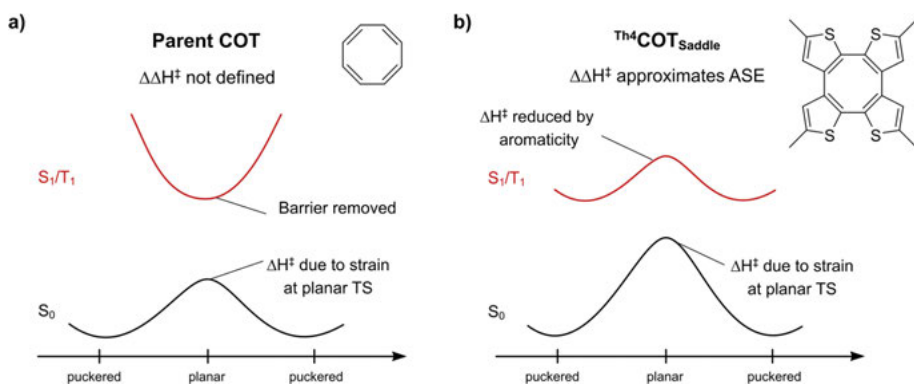 a)
Parent COT
ΔΔH‡ not defined
S₁/T₁
Barrier removed
ΔH‡ due to strain
at planar TS
S₀
puckered
planar
puckered
b)
Th4COTSaddle
ΔΔH‡ approximates ASE
S
S
S
S
ΔH‡ reduced by
aromaticity
S₁/T₁
ΔH‡ due to strain
at planar TS
S₀
puckered
planar
puckered